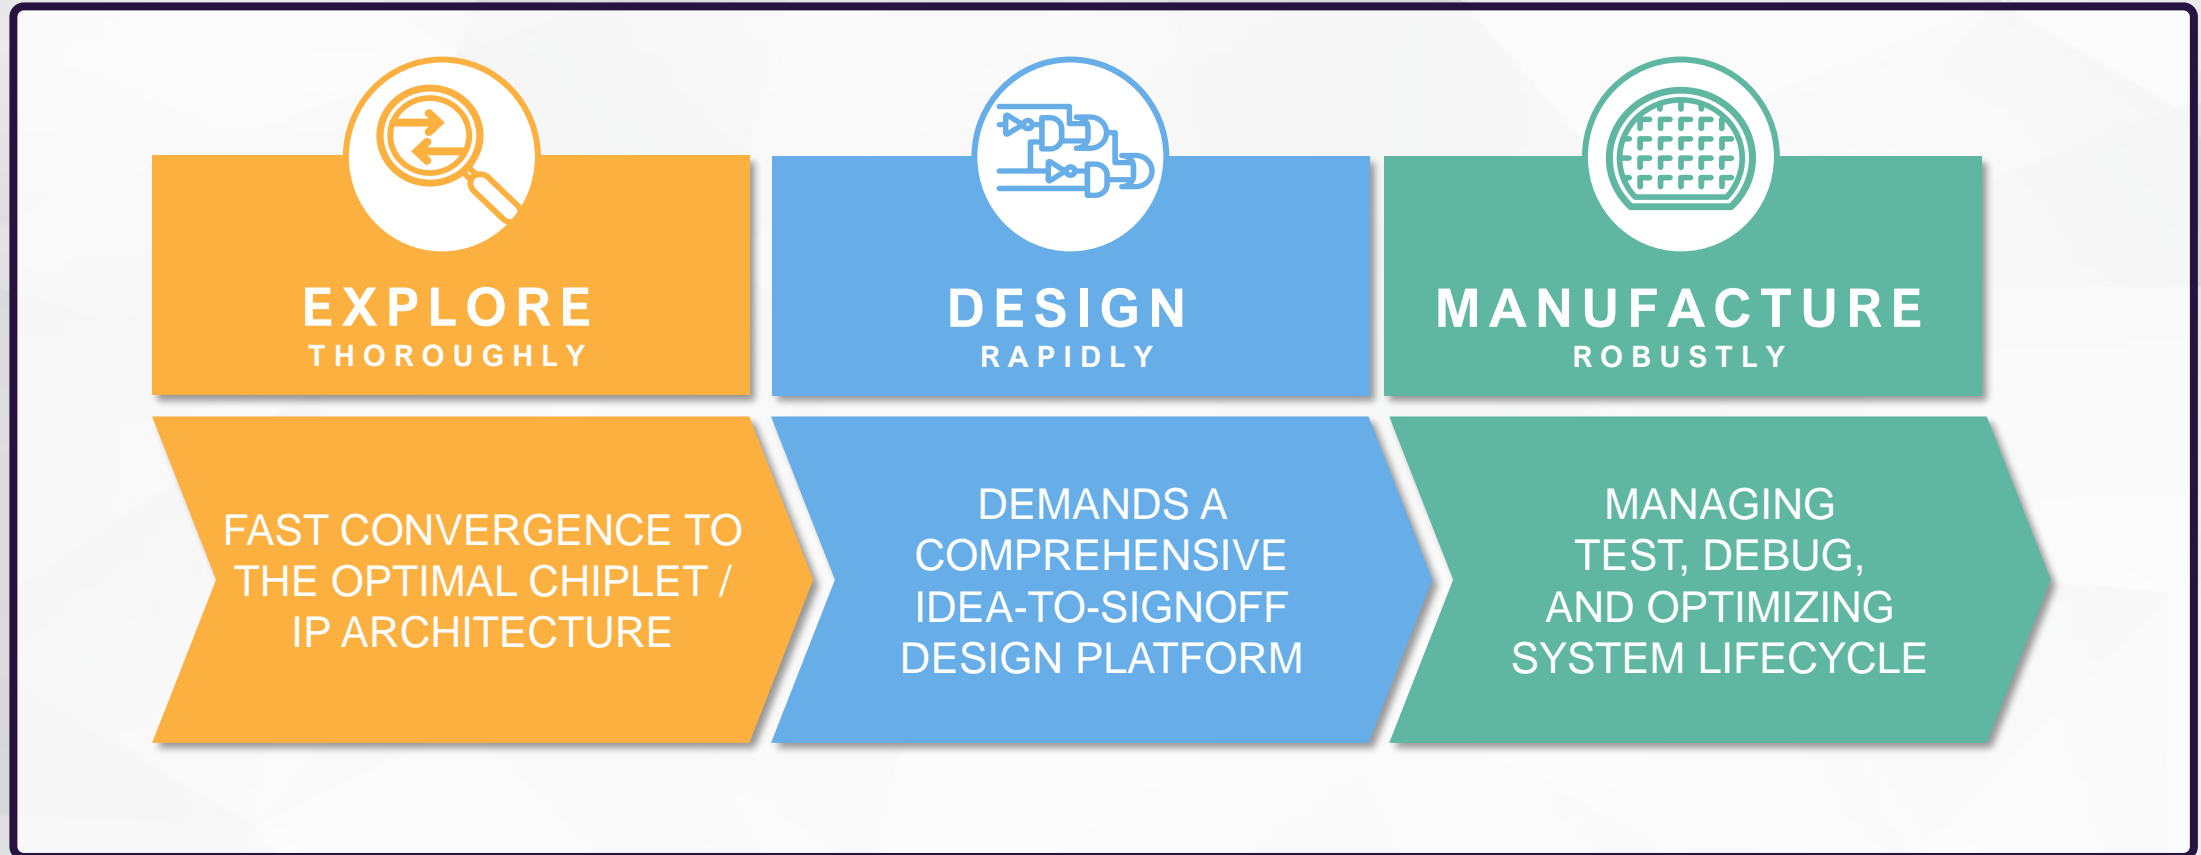 EXPLORE
THOROUGHLY
FAST CONVERGENCE TO
THE OPTIMAL CHIPLET /
IP ARCHITECTURE
DESIGN
RAPIDLY
DEMANDS A
COMPREHENSIVE
IDEA-TO-SIGNOFF
DESIGN PLATFORM
MANUFACTURE
ROBUSTLY
MANAGING
TEST, DEBUG,
AND OPTIMIZING
SYSTEM LIFECYCLE